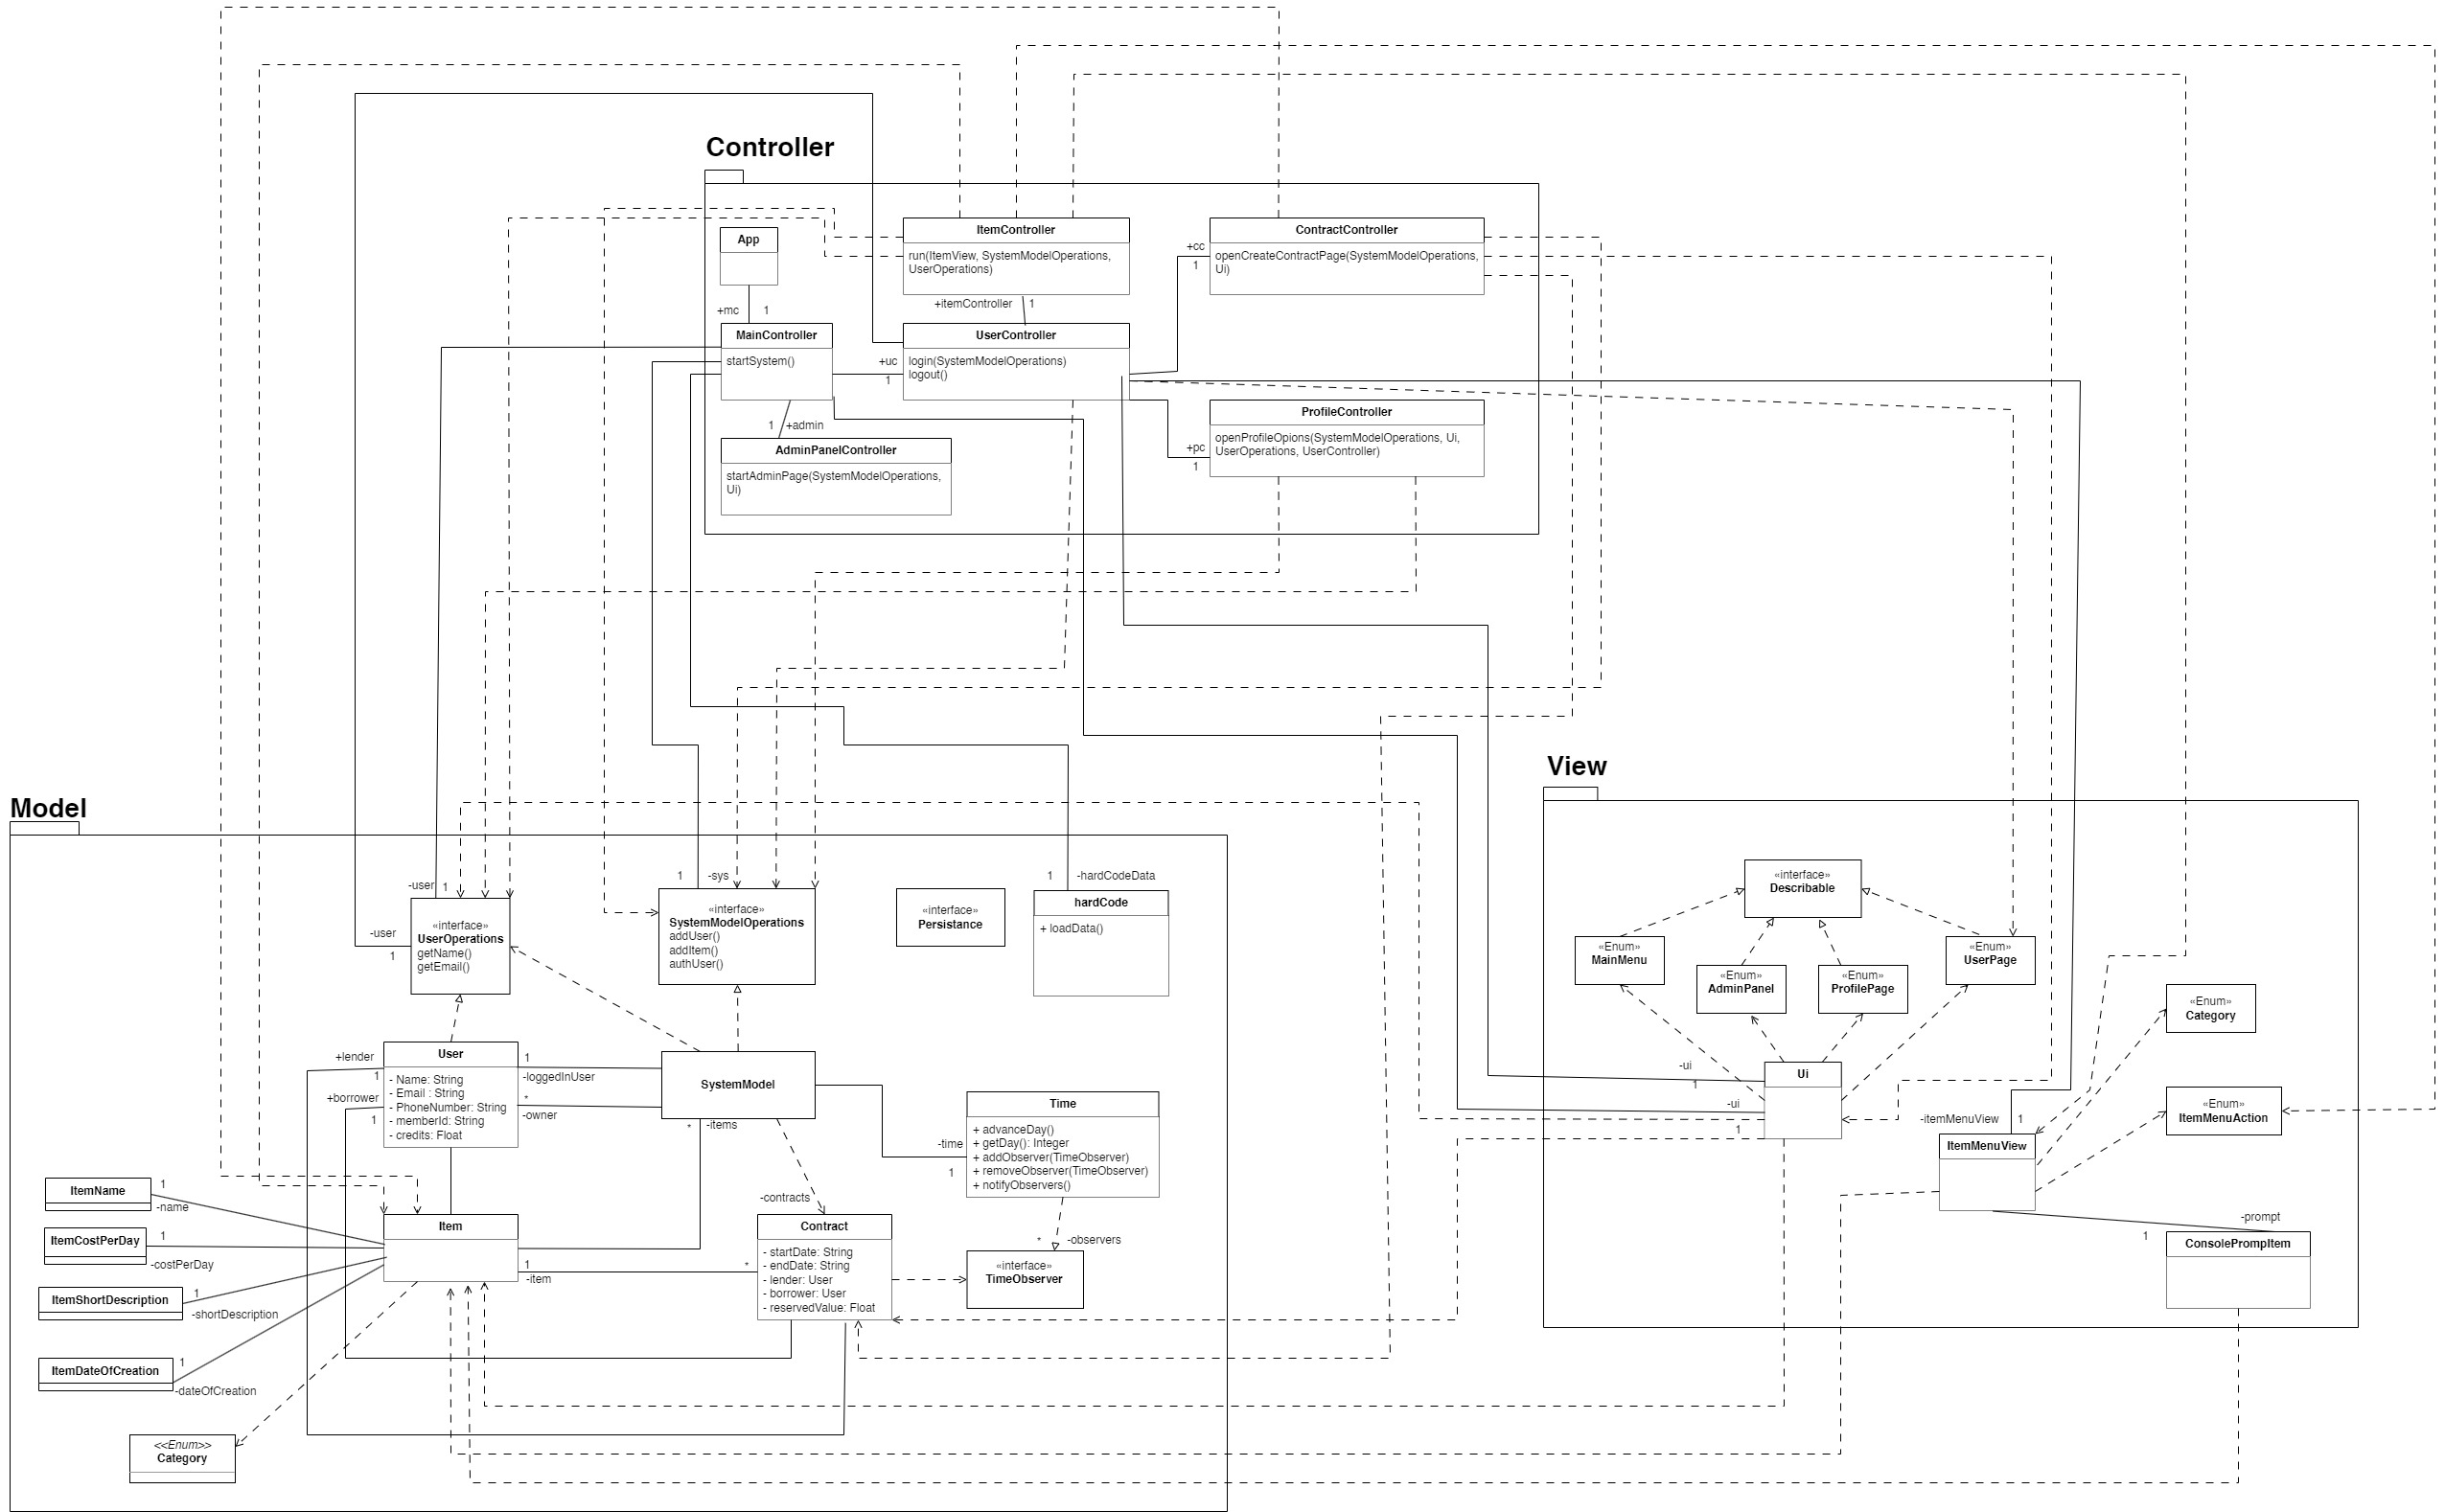 Controller
App
+mc
1
ItemController
run(ItemView, SystemModelOperations,
UserOperations)
+itemController
1
ContractController
openCreateContractPage(SystemModelOperations,
Ui)
+cc
1
MainController
startSystem()
+uc
1
UserController
login(SystemModelOperations)
logout()
1
+admin
AdminPanelController
startAdminPage(SystemModelOperations,
Ui)
ProfileController
openProfileOpions(SystemModelOperations, Ui,
UserOperations, UserController)
+pc
1
Model
-user
1
-user
1
«interface»
UserOperations
getName()
getEmail()
1
-sys
«interface»
SystemModelOperations
addUser()
addItem()
authUser()
«interface»
Persistance
1
-hardCodeData
hardCode
+ loadData()
+lender
1
+borrower
1
User
- Name: String
- Email : String
- PhoneNumber: String
- memberId: String
- credits: Float
1
-loggedInUser
*
-owner
SystemModel
*
-items
-time
1
Time
+ advanceDay()
+ getDay(): Integer
+ addObserver(TimeObserver)
+ removeObserver(TimeObserver)
+ notifyObservers()
ItemName
1
-name
ItemCostPerDay
1
-costPerDay
ItemShortDescription
1
-shortDescription
ItemDateOfCreation
1
-dateOfCreation
<<Enum>>
Category
Item
1
-item
*
-contracts
Contract
- startDate: String
- endDate: String
- lender: User
- borrower: User
- reservedValue: Float
*
-observers
«interface»
TimeObserver
View
«interface»
Describable
«Enum»
MainMenu
«Enum»
AdminPanel
«Enum»
ProfilePage
«Enum»
UserPage
-ui
1
-ui
1
Ui
«Enum»
Category
«Enum»
ItemMenuAction
-itemMenuView
1
ItemMenuView
-prompt
1
ConsolePrompItem